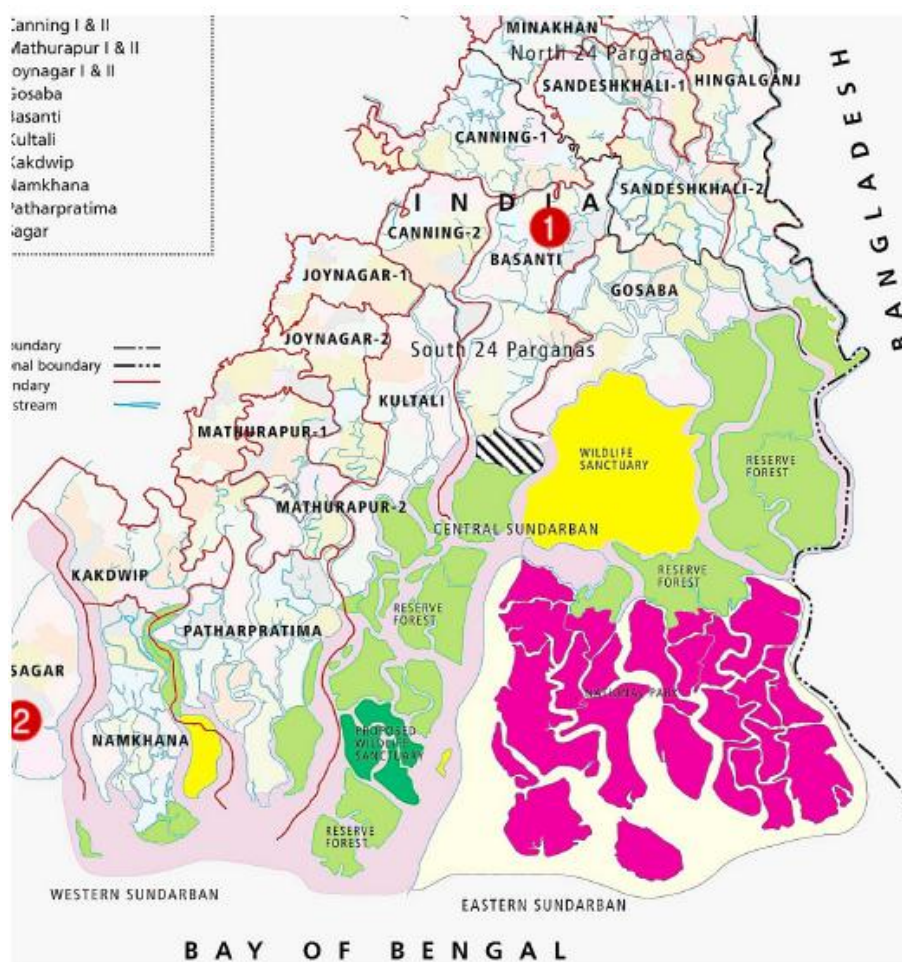 Canning I & II
Mathurapur I & II
Joynagar I & II
Gosaba
Basanti
Kultali
Kakdwip
Namkhana
Patharpratima
Sagar
boundary
onal boundary
ndary
stream
MINAKHAN
North 24 Parganas
SANDESHKHALI-1
HINGALGANJ
BANGLADESH
CANNING-1
SANDESHKHALI-2
INDIA
1
CANNING-2
BASANTI
JOYNAGAR-1
GOSABA
JOYNAGAR-2
South 24 Parganas
KULTALI
MATHURAPUR-1
WILDLIFE
SANCTUARY
RESERVE
FOREST
MATHURAPUR-2
CENTRAL SUNDARBAN
KAKDWIP
RESERVE
FOREST
RESERVE
FOREST
PATHARPRATIMA
SAGAR
NATIONAL PARK
2
NAMKHANA
PROPOSED
WILDLIFE
SANCTUARY
RESERVE
FOREST
WESTERN SUNDARBAN
EASTERN SUNDARBAN
BAY OF BENGAL